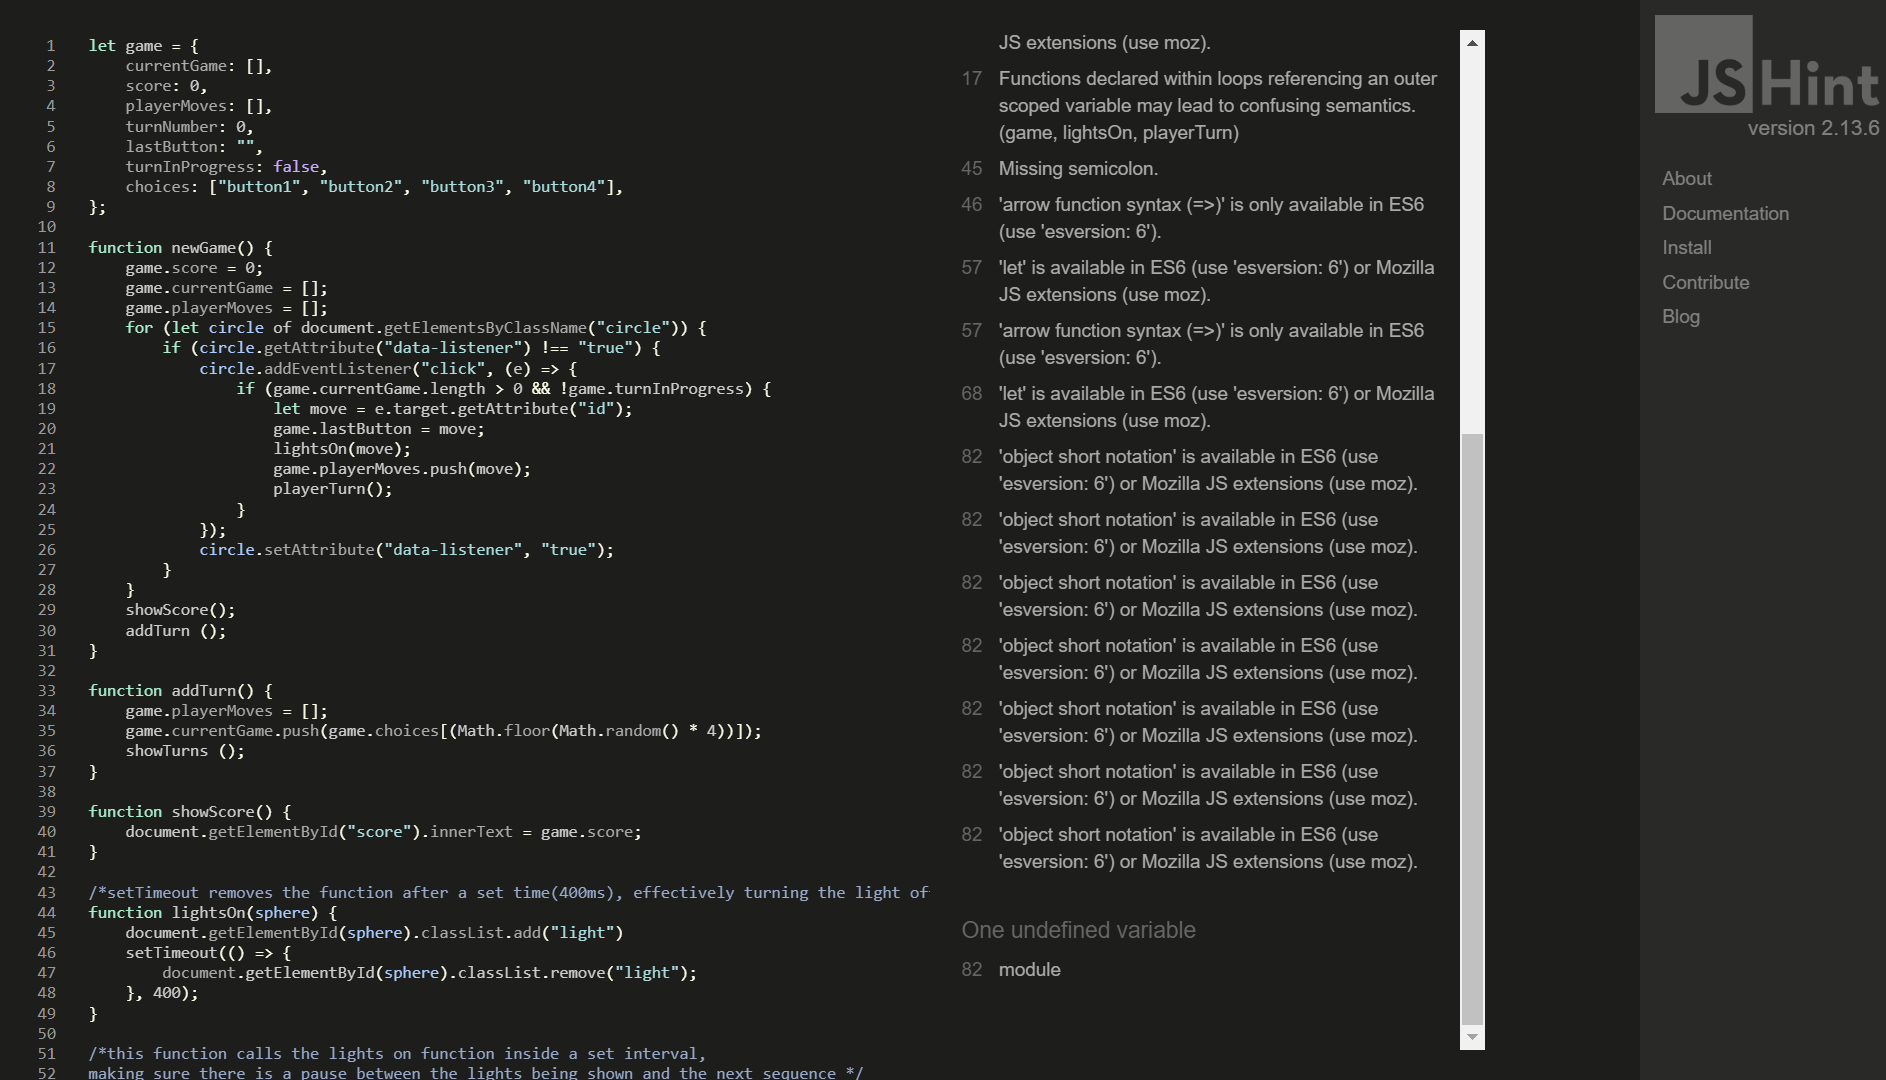 1 let game = {
2 currentGame: [],
3 score: 0,
4 playerMoves: [],
5 turnNumber: 0,
6 lastButton: "",
7 turnInProgress: false,
8 choices: ["button1", "button2", "button3", "button4"],
9 };
10
11 function newGame() {
12 game.score = 0;
13 game.currentGame = [];
14 game.playerMoves = [];
15 for (let circle of document.getElementsByClassName("circle")) {
16 if (circle.getAttribute("data-listener") !== "true") {
17 circle.addEventListener("click", (e) => {
18 if (game.currentGame.length > 0 && !game.turnInProgress) {
19 let move = e.target.getAttribute("id");
20 game.lastButton = move;
21 lightsOn(move);
22 game.playerMoves.push(move);
23 playerTurn();
24 }
25 });
26 circle.setAttribute("data-listener", "true");
27 }
28 }
29 showScore();
30 addTurn ();
31 }
32
33 function addTurn() {
34 game.playerMoves = [];
35 game.currentGame.push(game.choices[(Math.floor(Math.random() * 4))]);
36 showTurns ();
37 }
38
39 function showScore() {
40 document.getElementById("score").innerText = game.score;
41 }
42
43 /*setTimeout removes the function after a set time(400ms), effectively turning the light of
44 function lightsOn(sphere) {
45 document.getElementById(sphere).classList.add("light")
46 setTimeout(() => {
47 document.getElementById(sphere).classList.remove("light");
48 }, 400);
49 }
50
51 /*this function calls the lights on function inside a set interval,
52 making sure there is a pause between the lights being shown and the next sequence */
JS extensions (use moz).
17 Functions declared within loops referencing an outer
scoped variable may lead to confusing semantics.
(game, lightsOn, playerTurn)
45 Missing semicolon.
46 'arrow function syntax (=>)' is only available in ES6
(use 'esversion: 6').
57 'let' is available in ES6 (use 'esversion: 6') or Mozilla
JS extensions (use moz).
57 'arrow function syntax (=>)' is only available in ES6
(use 'esversion: 6').
68 'let' is available in ES6 (use 'esversion: 6') or Mozilla
JS extensions (use moz).
82 'object short notation' is available in ES6 (use
'esversion: 6') or Mozilla JS extensions (use moz).
82 'object short notation' is available in ES6 (use
'esversion: 6') or Mozilla JS extensions (use moz).
82 'object short notation' is available in ES6 (use
'esversion: 6') or Mozilla JS extensions (use moz).
82 'object short notation' is available in ES6 (use
'esversion: 6') or Mozilla JS extensions (use moz).
82 'object short notation' is available in ES6 (use
'esversion: 6') or Mozilla JS extensions (use moz).
82 'object short notation' is available in ES6 (use
'esversion: 6') or Mozilla JS extensions (use moz).
82 'object short notation' is available in ES6 (use
'esversion: 6') or Mozilla JS extensions (use moz).
One undefined variable
82 module
JSHint
version 2.13.6
About
Documentation
Install
Contribute
Blog